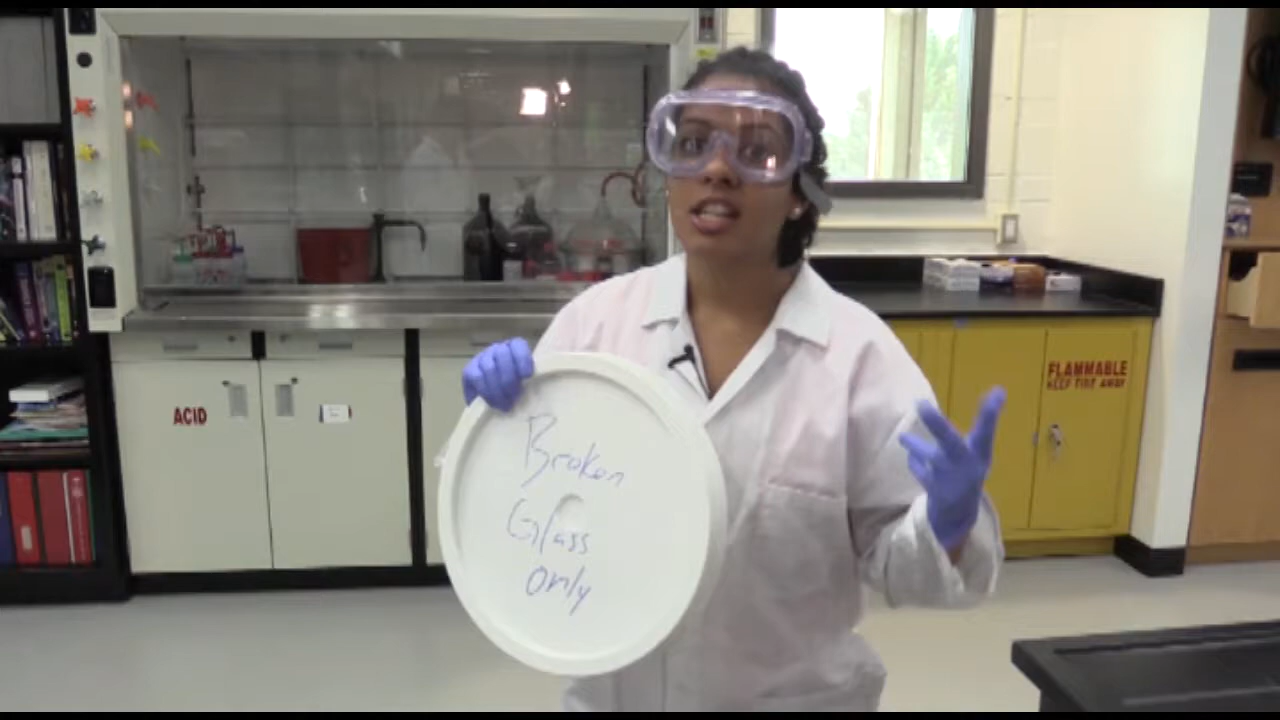 Broken
Glass
only
ACID
FLAMMABLE
KEEP FIRE AWAY